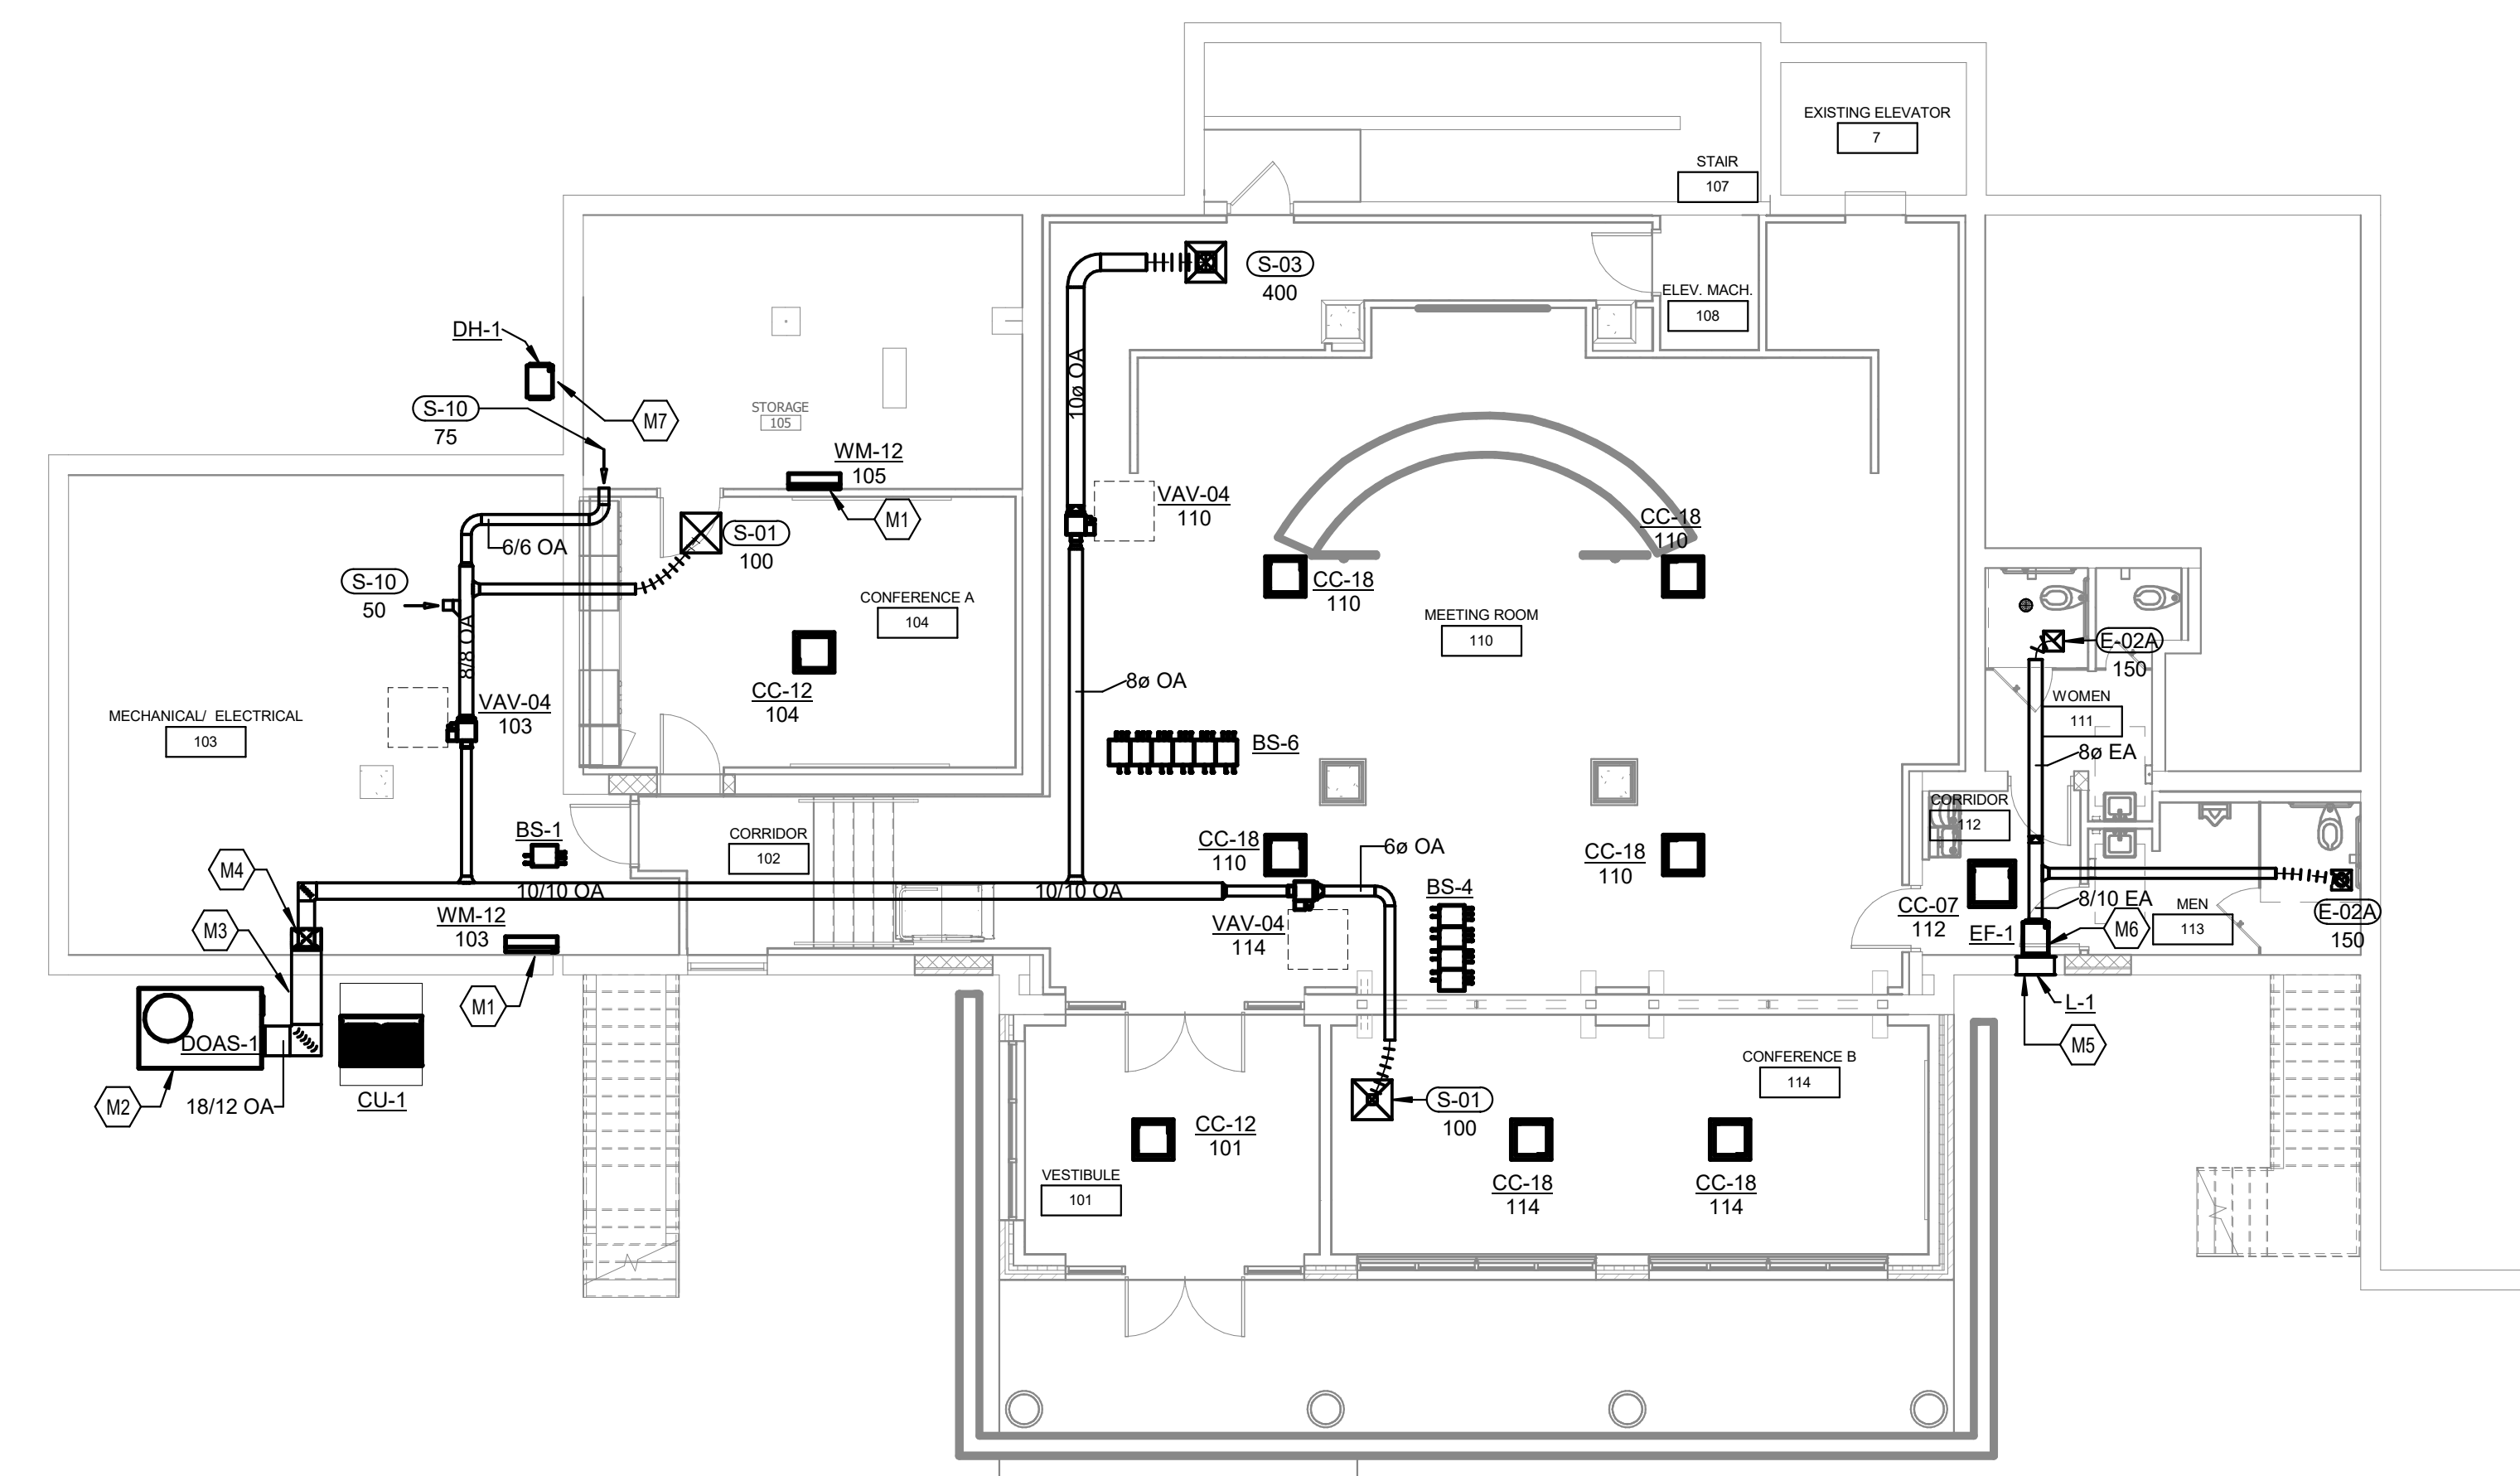 EXISTING ELEVATOR
7
STAIR
107
S-03
400
ELEV. MACH.
108
DH-1
10ø OA
S-10
75
M7
STORAGE
105
WM-12
105
M1
VAV-04
110
CC-18
110
S-01
100
6/6 OA
S-10
50
CC-18
110
CONFERENCE A
104
MEETING ROOM
110
8/8 OA
E-02A
150
8ø OA
CC-12
104
WOMEN
111
VAV-04
103
MECHANICAL/ ELECTRICAL
103
BS-6
8ø EA
CORRIDOR
112
BS-1
CORRIDOR
102
CC-18
110
6ø OA
CC-18
110
M4
10/10 OA
10/10 OA
BS-4
CC-07
112
8/10 EA
MEN
113
E-02A
150
M3
WM-12
103
VAV-04
114
EF-1
M6
M1
L-1
DOAS-1
M5
CONFERENCE B
114
M2
18/12 OA
CU-1
S-01
100
CC-12
101
VESTIBULE
101
CC-18
114
CC-18
114